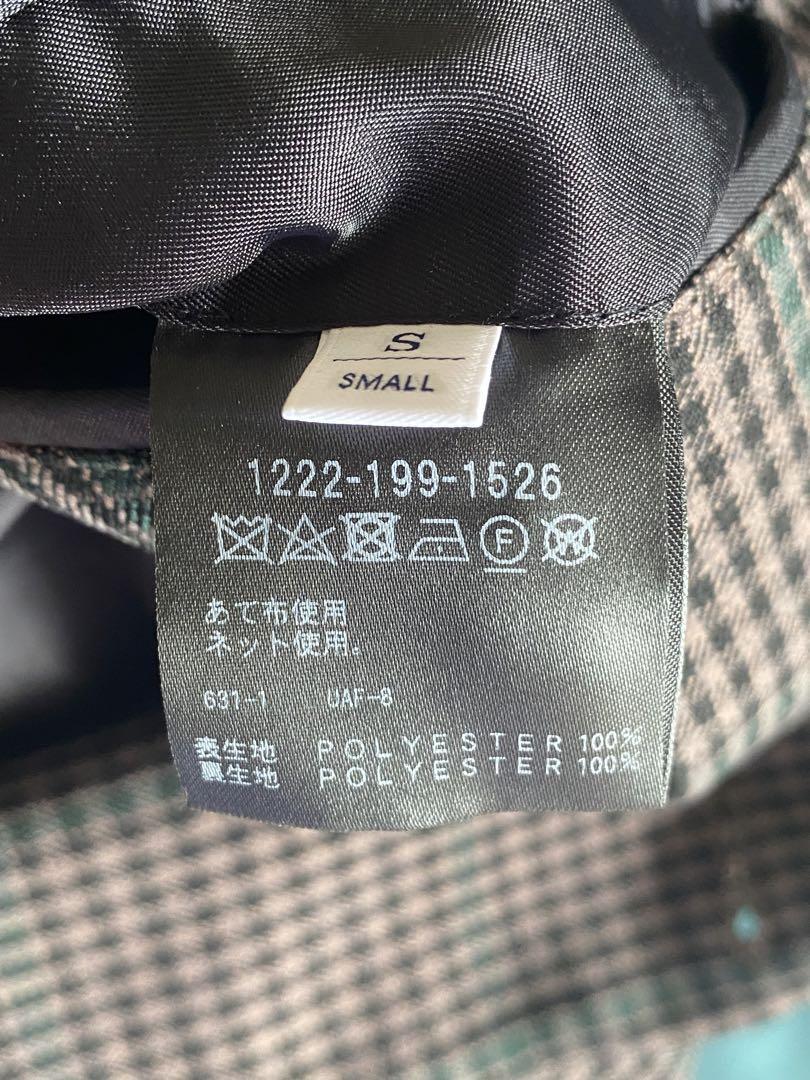 S
SMALL
1222-199-1526
F W
あて布使用
ネット使用。
631-1 UAF-8
表生地 POLYESTER 100%
裏生地 POLYESTER 100%